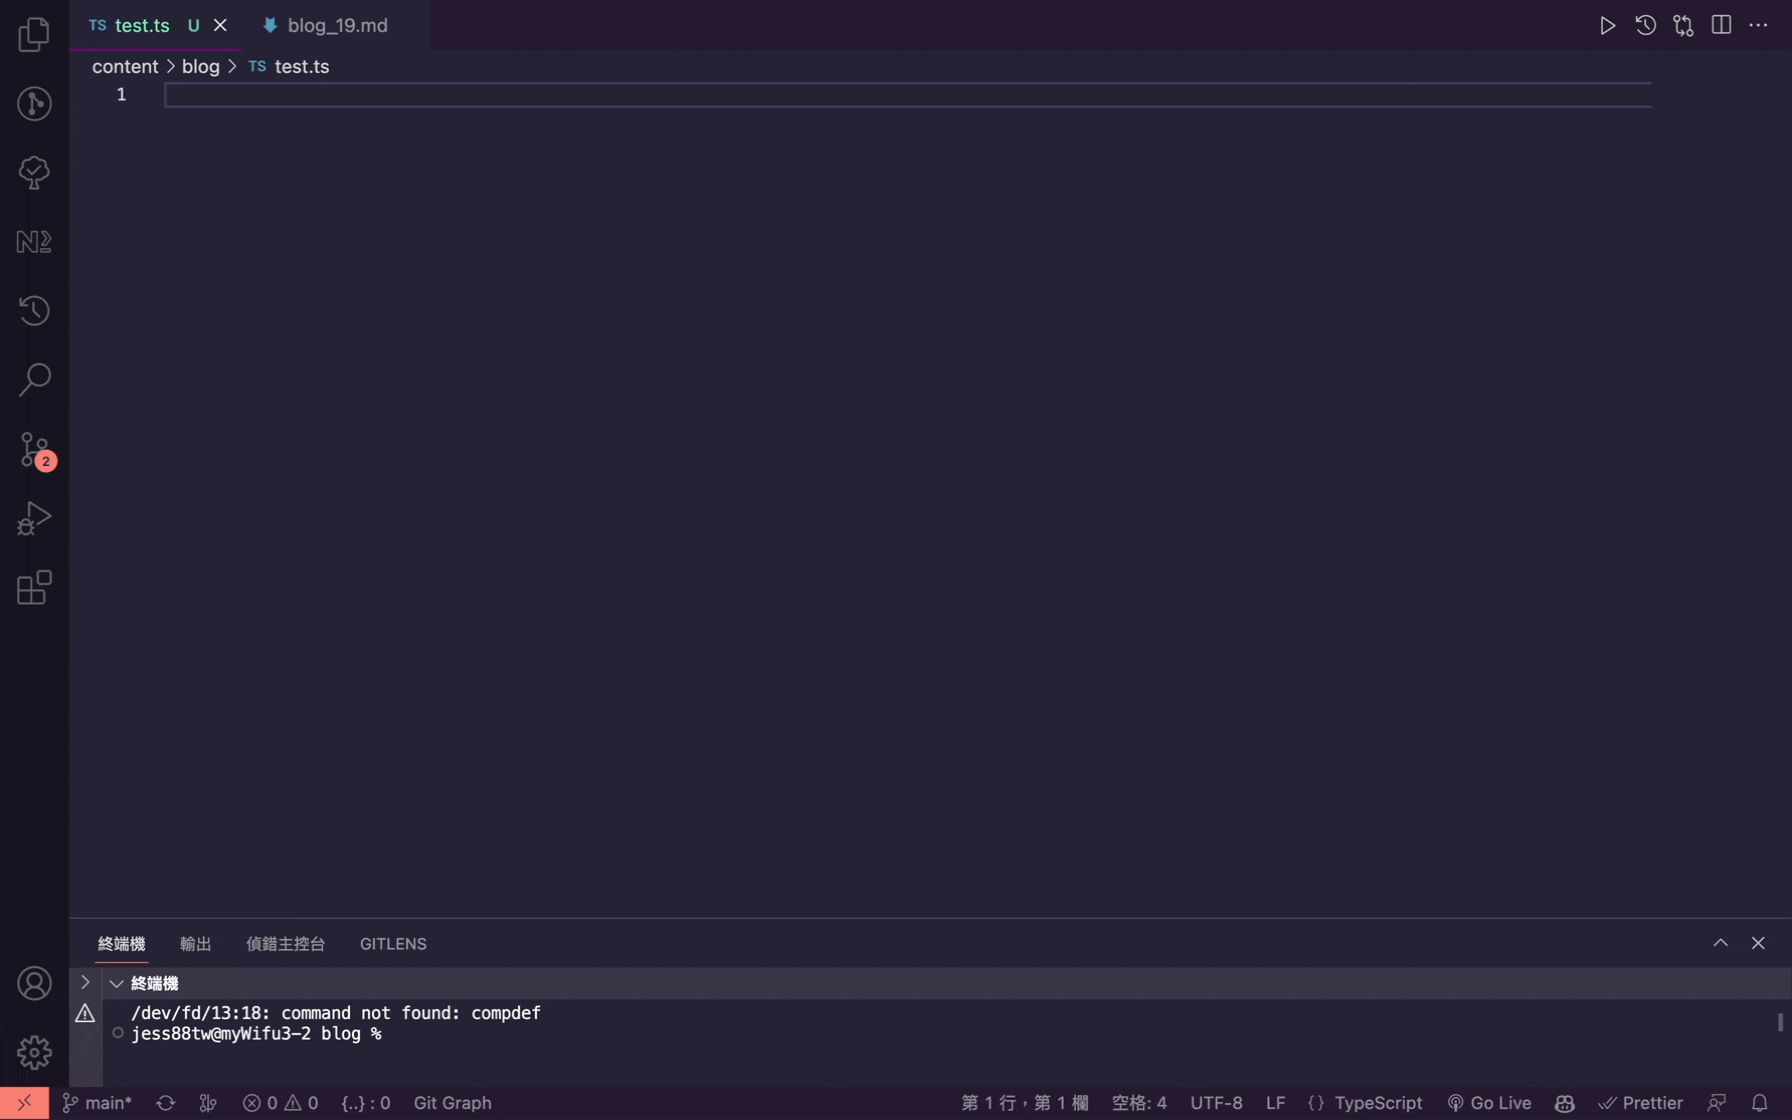 TS test.ts U
blog_19.md
content > blog > TS test.ts
1
2
終端機 輸出 偵錯主控台 GITLENS
終端機
/dev/fd/13:18: command not found: compdef
jess88tw@myWifu3-2 blog %
main* 0 0 {..} : 0 Git Graph
第 1 行，第 1 欄 空格: 4 UTF-8 LF {} TypeScript Go Live Prettier